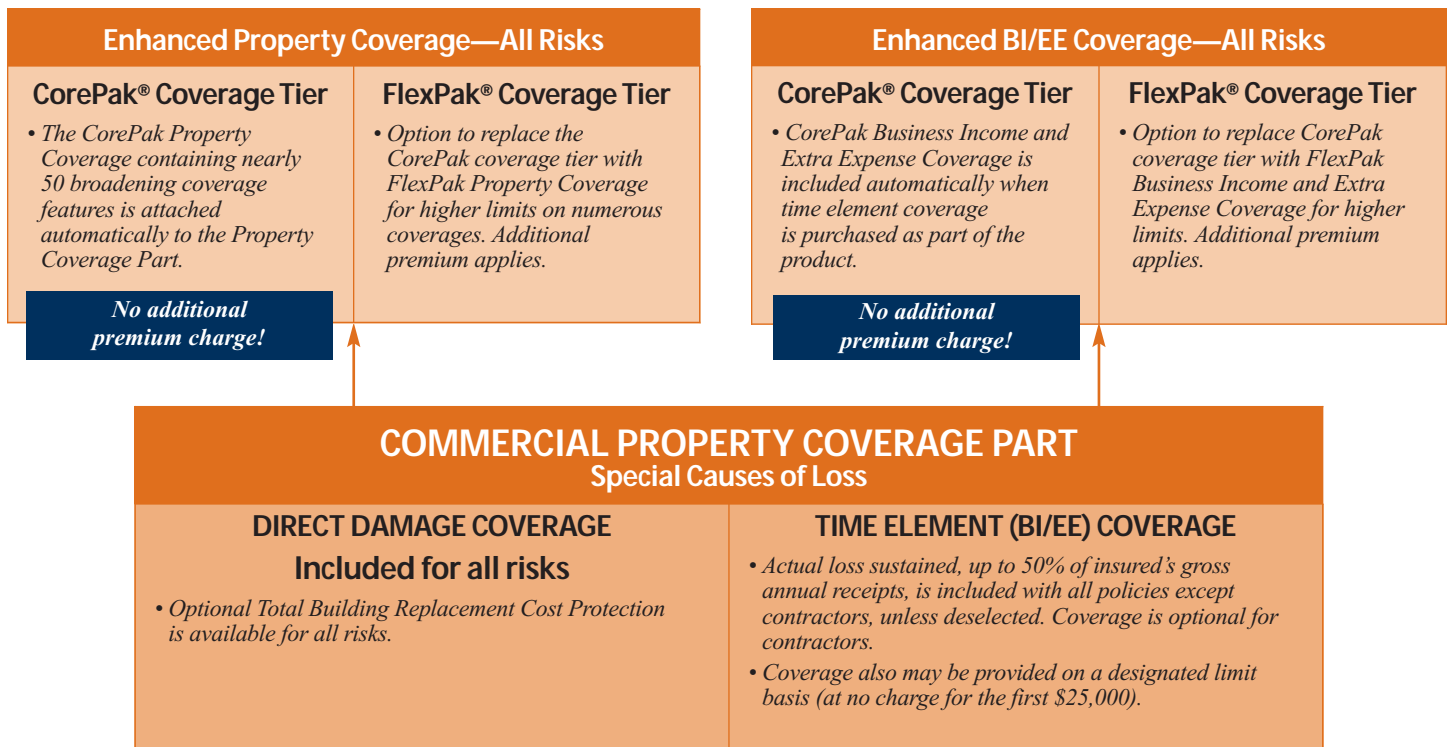 Enhanced Property Coverage—All Risks
CorePak® Coverage Tier
• The CorePak Property
Coverage containing nearly
50 broadening coverage
features is attached
automatically to the Property
Coverage Part.
No additional
premium charge!
FlexPak® Coverage Tier
• Option to replace the
CorePak coverage tier with
FlexPak Property Coverage
for higher limits on numerous
coverages. Additional
premium applies.
Enhanced BI/EE Coverage—All Risks
CorePak® Coverage Tier
• CorePak Business Income and
Extra Expense Coverage is
included automatically when
time element coverage
is purchased as part of the
product.
No additional
premium charge!
FlexPak® Coverage Tier
• Option to replace CorePak
coverage tier with FlexPak
Business Income and Extra
Expense Coverage for higher
limits. Additional premium
applies.
COMMERCIAL PROPERTY COVERAGE PART
Special Causes of Loss
DIRECT DAMAGE COVERAGE
Included for all risks
• Optional Total Building Replacement Cost Protection
is available for all risks.
TIME ELEMENT (BI/EE) COVERAGE
• Actual loss sustained, up to 50% of insured’s gross
annual receipts, is included with all policies except
contractors, unless deselected. Coverage is optional for
contractors.
• Coverage also may be provided on a designated limit
basis (at no charge for the first $25,000).